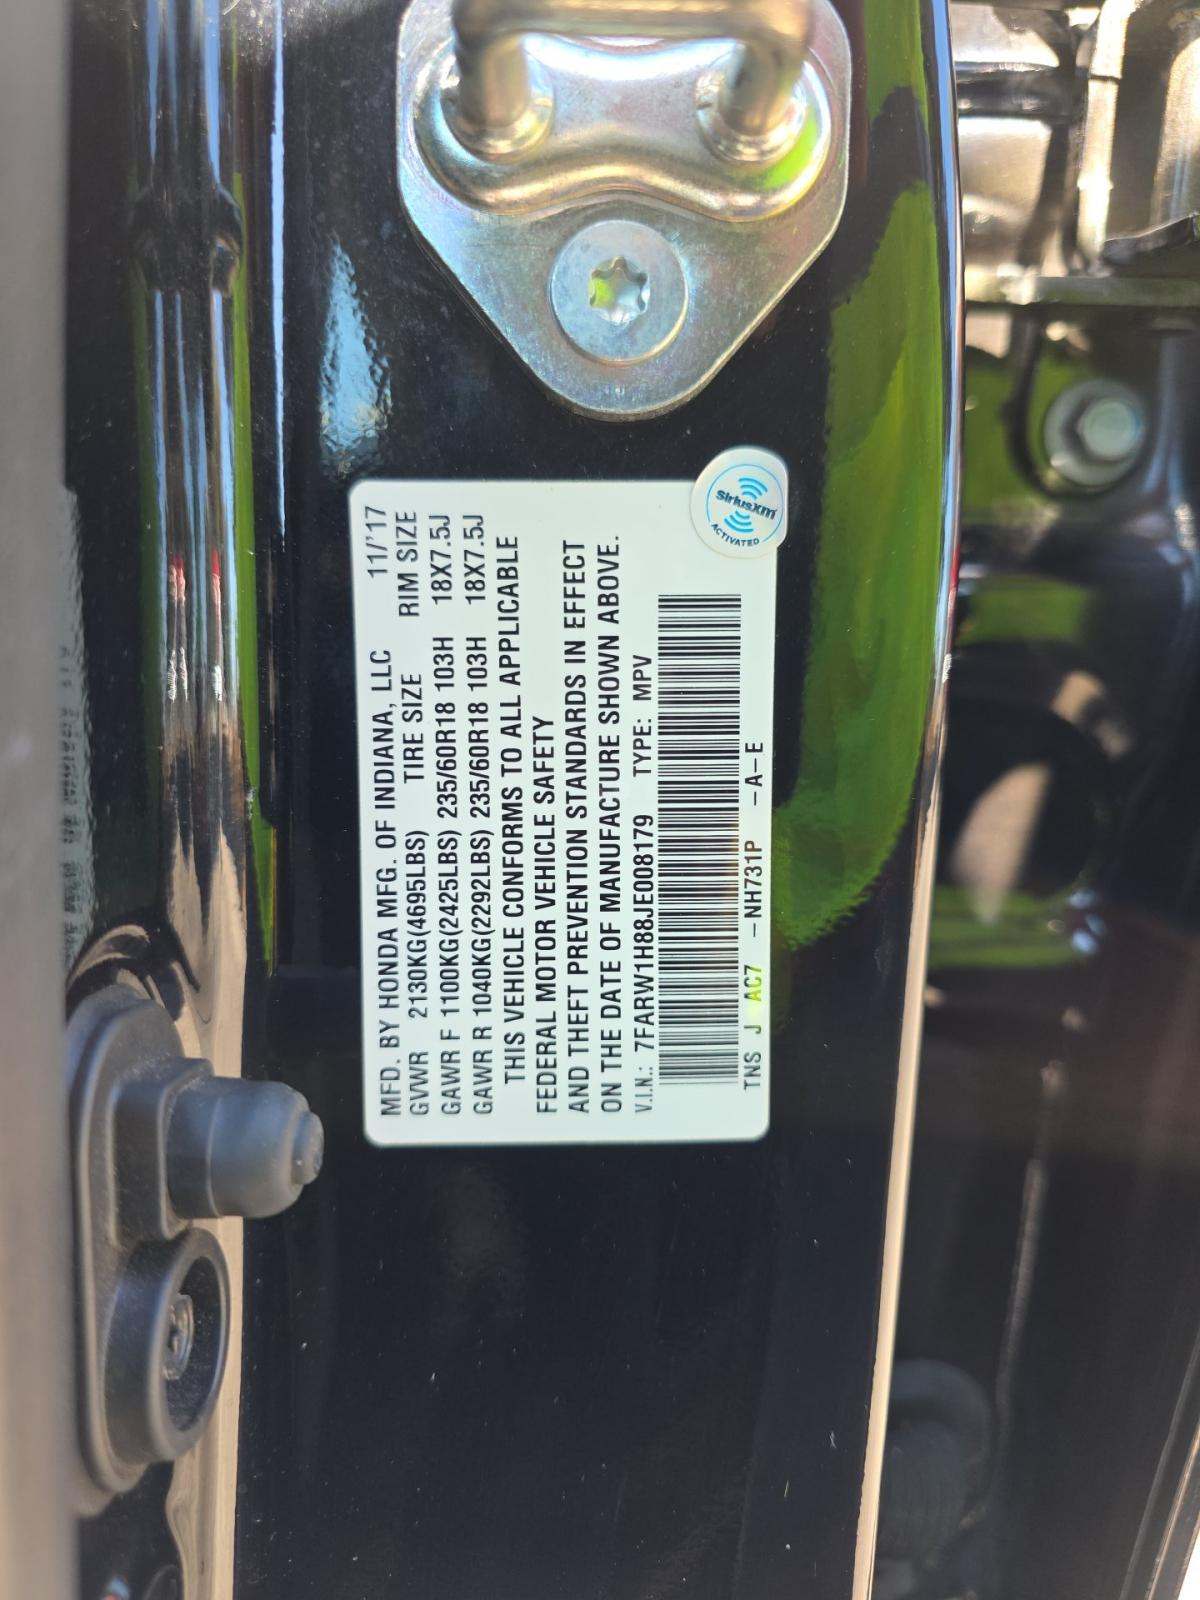 MFD. BY HONDA MFG. OF INDIANA, LLC 11/'17
GVWR 2130KG(4695LBS) TIRE SIZE RIM SIZE
GAWR F 1100KG(2425LBS) 235/60R18 103H 18X7.5J
GAWR R 1040KG(2292LBS) 235/60R18 103H 18X7.5J
THIS VEHICLE CONFORMS TO ALL APPLICABLE
FEDERAL MOTOR VEHICLE SAFETY
AND THEFT PREVENTION STANDARDS IN EFFECT
ON THE DATE OF MANUFACTURE SHOWN ABOVE.
V.I.N.: 7FARW1H88JE008179 TYPE: MPV
TNS J AC7 -NH731P -A-E
siriusxm
ACTIVATED